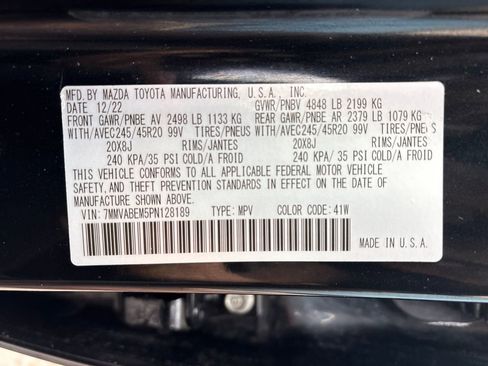 MFD. BY MAZDA TOYOTA MANUFACTURING, U.S.A., INC.
DATE 12/22 GVWR/PNBV 4848 LB 2199 KG
FRONT GAWR/PNBE AV 2498 LB 1133 KG REAR GAWR/PNBE AR 2379 LB 1079 KG
WITH/AVEC245/45R20 99V TIRES/PNEUS WITH/AVEC245/45R20 99V TIRES/PNEUS
20X8J RIMS/JANTES 20X8J RIMS/JANTES
240 KPA/35 PSI COLD/A FROID 240 KPA/35 PSI COLD/A FROID
THIS VEHICLE CONFORMS TO ALL APPLICABLE FEDERAL MOTOR VEHICLE
SAFETY, AND THEFT PREVENTION STANDARDS IN EFFECT ON THE DATE OF
MANUFACTURE SHOWN ABOVE.
VIN: 7MMVABEM5PN128189 TYPE: MPV COLOR CODE: 41W
MADE IN U.S.A.